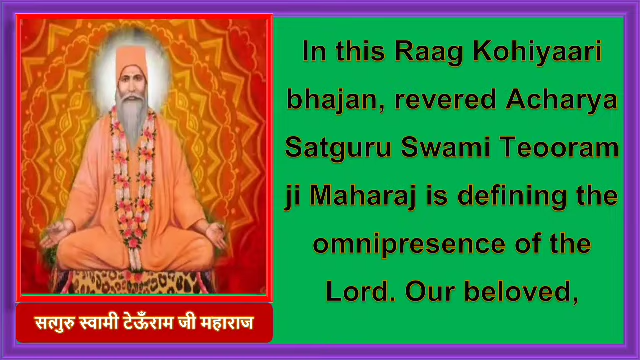 In this Raag Kohiyaari
bhajan, revered Acharya
Satguru Swami Teooram
ji Maharaj is defining the
omnipresence of the
Lord. Our beloved,
सत्गुरु स्वामी टेऊँराम जी महाराज